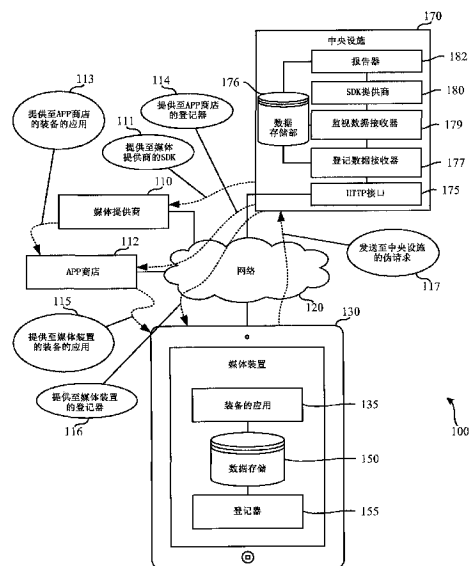 170
中央设施
182
报告器
176
180
SDK提供商
数据
存储部
179
监视数据接收器
177
登记数据接收器
175
HTTP接口
113
提供至APP商店
的装备的应用
114
提供至APP商店
的登记器
111
提供至媒体
提供商的SDK
110
媒体提供商
112
APP商店
网络
120
发送至中央设施
的伪请求
117
115
提供至媒体装置
的装备的应用
提供至媒体装置
的登记器
116
130
媒体装置
装备的应用
135
数据存储
150
登记器
155
100